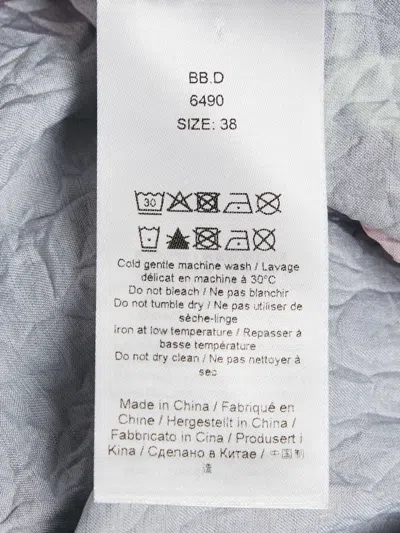 BB.D
6490
SIZE: 38
30
Cold gentle machine wash / Lavage
délicat en machine à 30°C
Do not bleach / Ne pas blanchir
Do not tumble dry / Ne pas utiliser de
sèche-linge
iron at low temperature / Repasser à
basse température
Do not dry clean / Ne pas nettoyer à
sec
Made in China / Fabriqué en
Chine / Hergestellt in China /
Fabbricato in Cina / Produsert i
Kina / Сделано в Китае / 中国制
造